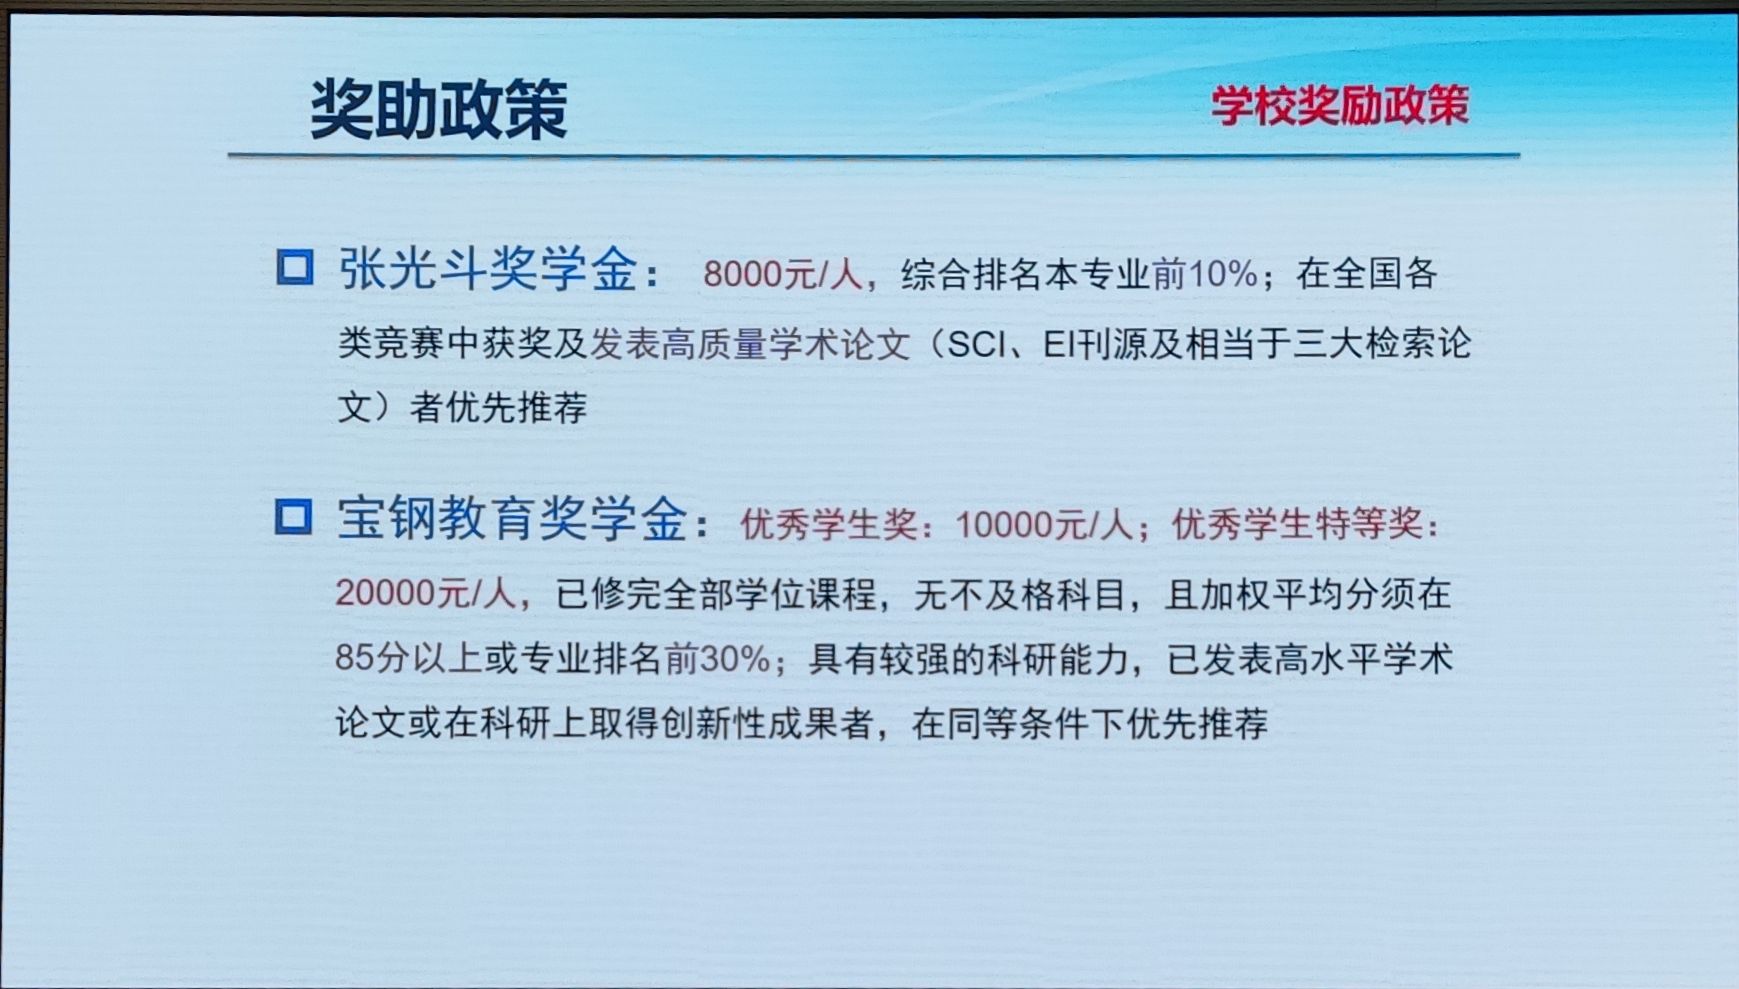 奖助政策
学校奖励政策
张光斗奖学金： 8000元/人，综合排名本专业前10%；在全国各
类竞赛中获奖及发表高质量学术论文（SCI、EI刊源及相当于三大检索论
文）者优先推荐
宝钢教育奖学金：优秀学生奖：10000元/人；优秀学生特等奖：
20000元/人，已修完全部学位课程，无不及格科目，且加权平均分须在
85分以上或专业排名前30%；具有较强的科研能力，已发表高水平学术
论文或在科研上取得创新性成果者，在同等条件下优先推荐